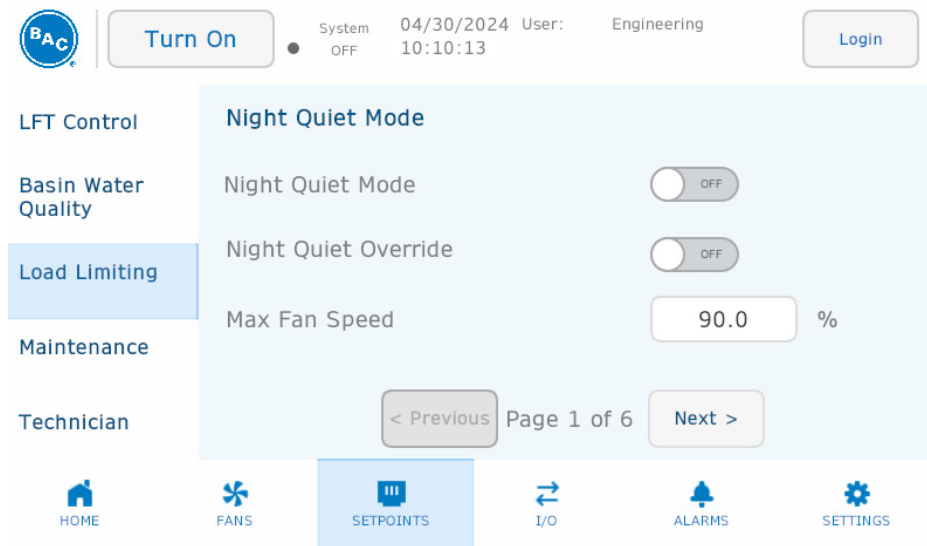 BAC
Turn On
System
OFF
04/30/2024 User: Engineering
10:10:13
Login
LFT Control
Basin Water
Quality
Load Limiting
Maintenance
Technician
Night Quiet Mode
Night Quiet Mode OFF
Night Quiet Override OFF
Max Fan Speed 90.0 %
< Previous Page 1 of 6 Next >
HOME FANS SETPOINTS I/O ALARMS SETTINGS